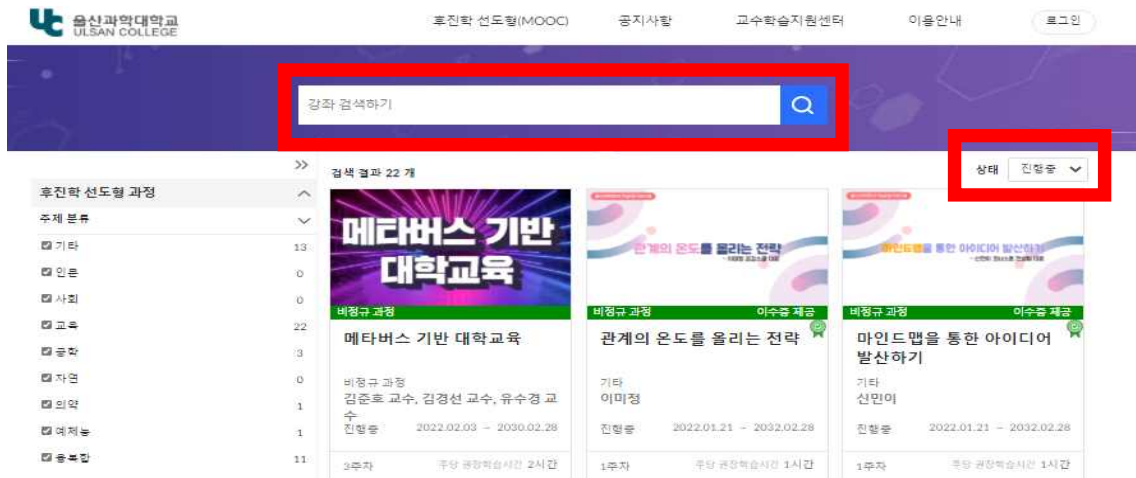 울산과학대학교
ULSAN COLLEGE
후진학 선도형(MOOC)
공지사항
교수학습지원센터
이용안내
로그인
강좌 검색하기
상태 진행중
검색 결과 22 개
후진학 선도형 과정
주제 분류
기타 13
인문 0
사회 0
교육 22
공학 3
자연 0
의약 1
예체능 1
융복합 11
메타버스 기반
대학교육
비정규 과정
메타버스 기반 대학교육
비정규 과정
김준호 교수, 김경선 교수, 유수경 교
수
진행중 2022.02.03 ~ 2030.02.28
3주차 주당 권장학습시간 2시간
관계의 온도를 올리는 전략
비정규 과정 이수증 제공
관계의 온도를 올리는 전략
기타
이미정
진행중 2022.01.21 ~ 2032.02.28
1주차 주당 권장학습시간 1시간
마인드맵을 통한 아이디어 발산하기
비정규 과정 이수증 제공
마인드맵을 통한 아이디어
발산하기
기타
신민이
진행중 2022.01.21 ~ 2032.02.28
1주차 주당 권장학습시간 1시간